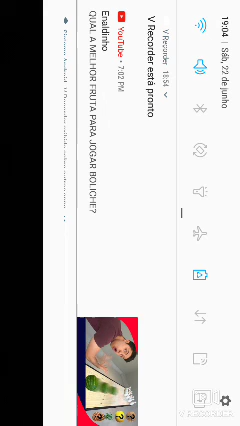 19:04 | Sáb, 22 de junho
V Recorder 18:54
V Recorder está pronto
YouTube • 7:02 PM
Enaldinho
QUAL A MELHOR FRUTA PARA JOGAR BOLICHE?
V RECORDER